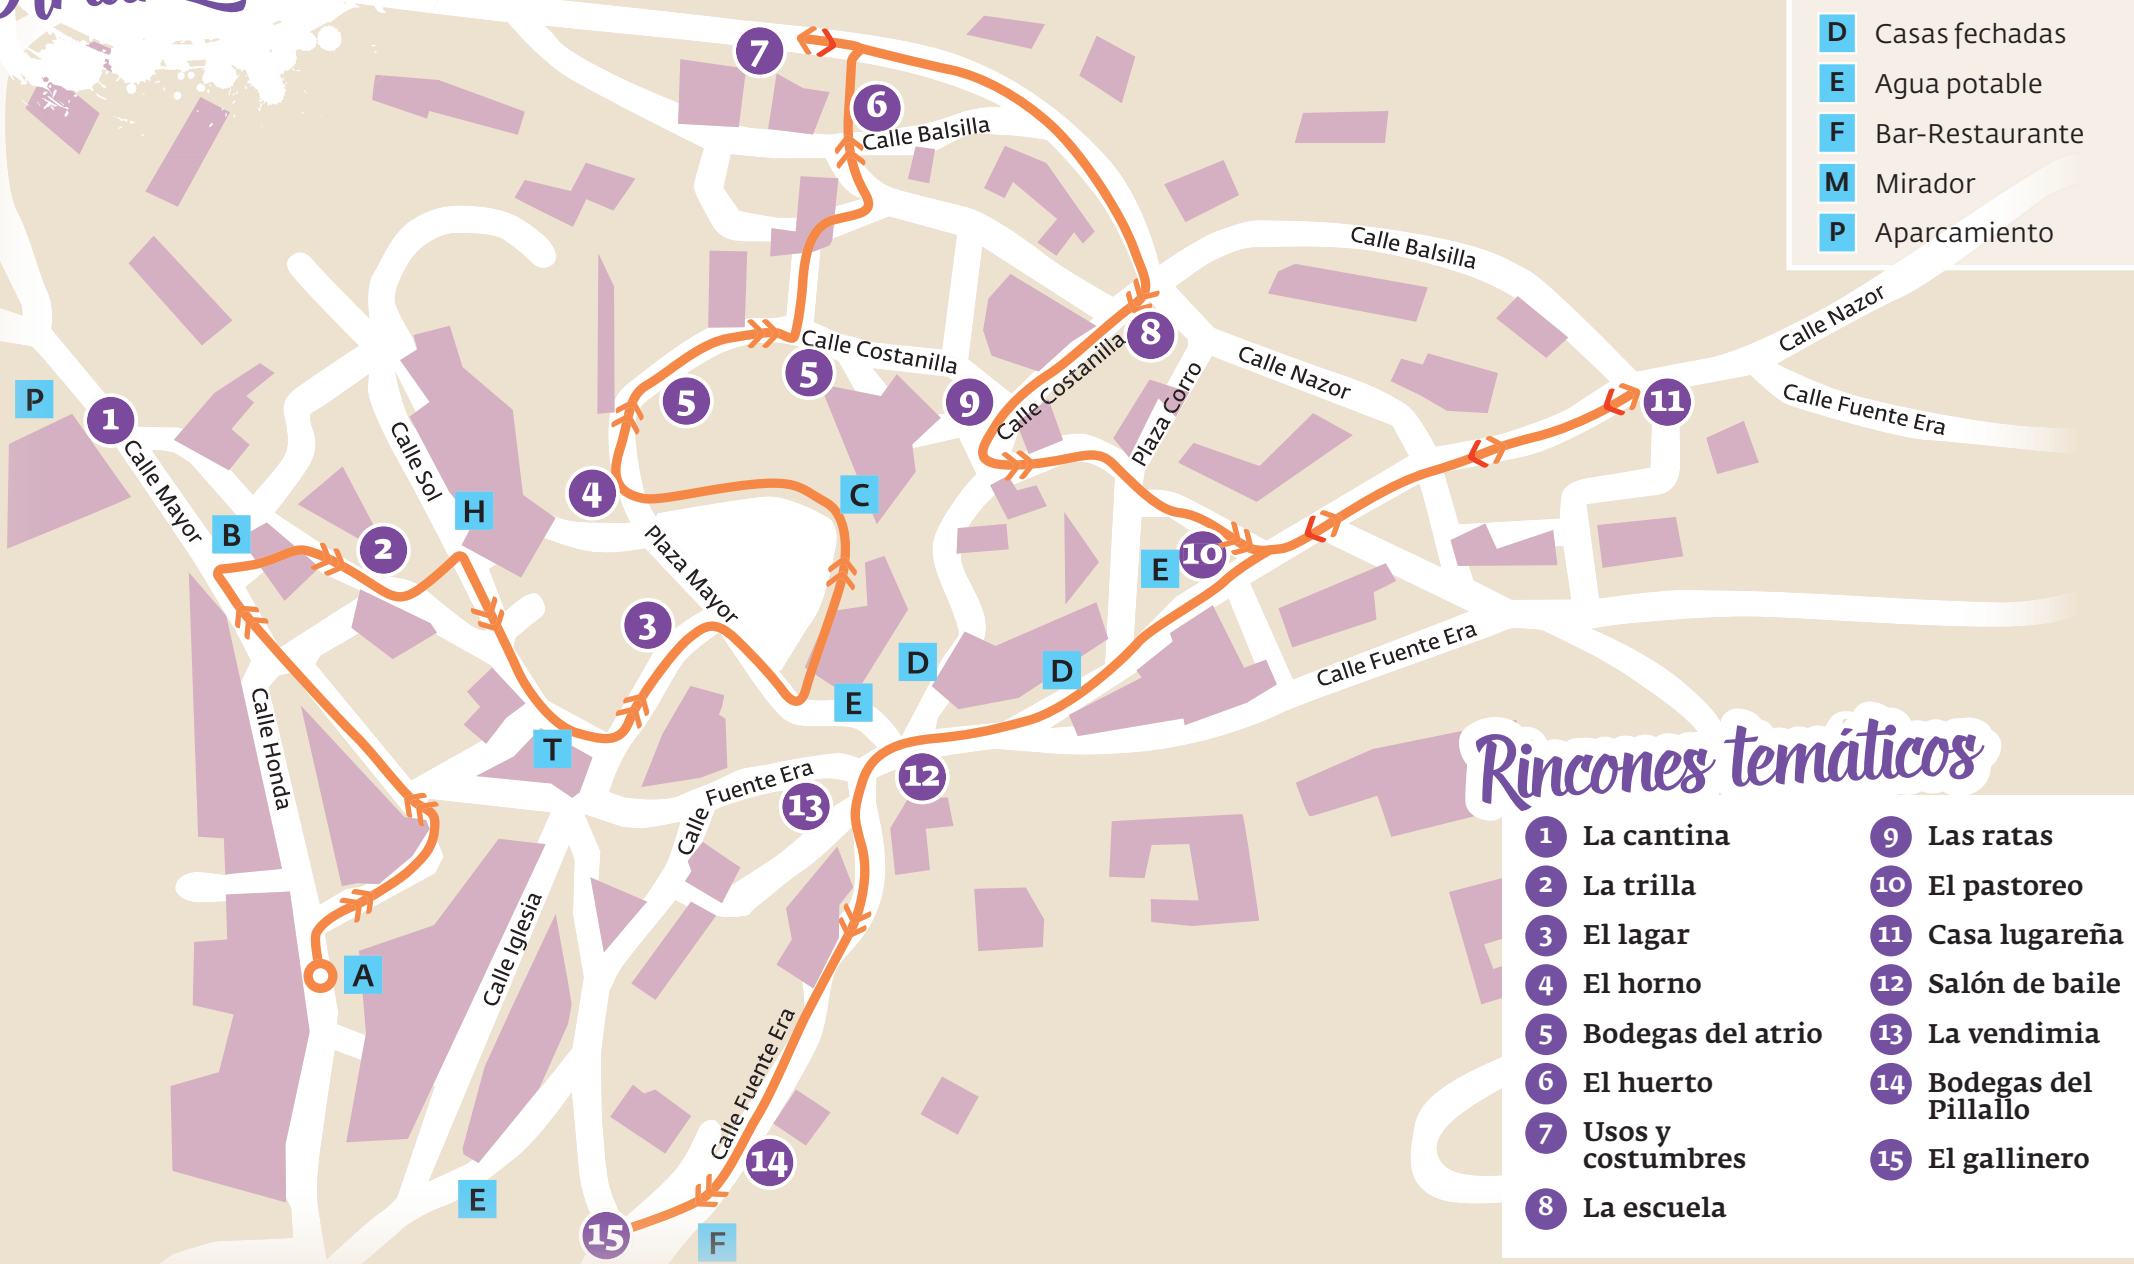 D Casas fechadas
E Agua potable
F Bar-Restaurante
M Mirador
P Aparcamiento
7
6
Calle Balsilla
Calle Balsilla
Calle Nazor
8
Calle Costanilla
5
5
Calle Costanilla
9
Plaza Corro
Calle Nazor
11
Calle Fuente Era
P
1
Calle Mayor
Calle Sol
H
B
2
4
C
Plaza Mayor
3
E
10
D
D
E
Calle Fuente Era
Calle Honda
T
Calle Fuente Era
13
12
A
Calle Iglesia
Calle Fuente Era
14
E
15
F
Rincones temáticos
1 La cantina
2 La trilla
3 El lagar
4 El horno
5 Bodegas del atrio
6 El huerto
7 Usos y
costumbres
8 La escuela
9 Las ratas
10 El pastoreo
11 Casa lugareña
12 Salón de baile
13 La vendimia
14 Bodegas del
Pillallo
15 El gallinero